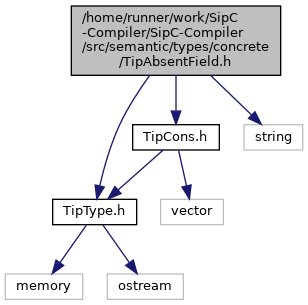 /home/runner/work/SipC
-Compiler/SipC-Compiler
/src/semantic/types/concrete
/TipAbsentField.h
TipCons.h
string
TipType.h
vector
memory
ostream